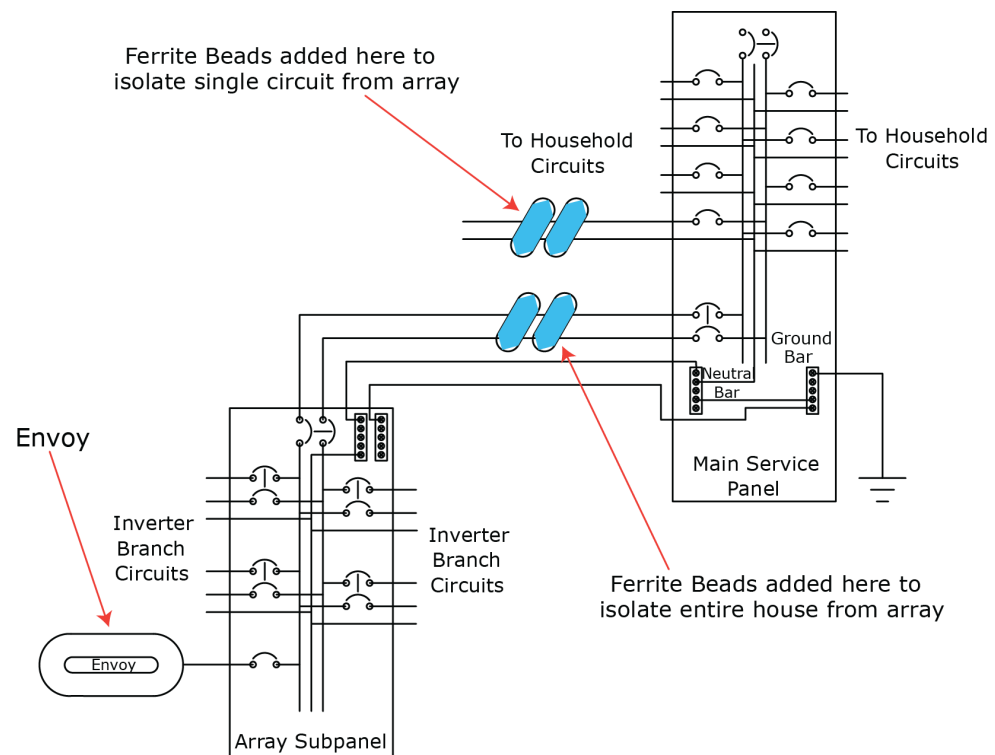 Ferrite Beads added here to
isolate single circuit from array
To Household
Circuits
To Household
Circuits
Ground
Bar
Neutral
Bar
Main Service
Panel
Envoy
Inverter
Branch
Circuits
Inverter
Branch
Circuits
Ferrite Beads added here to
isolate entire house from array
Envoy
Array Subpanel